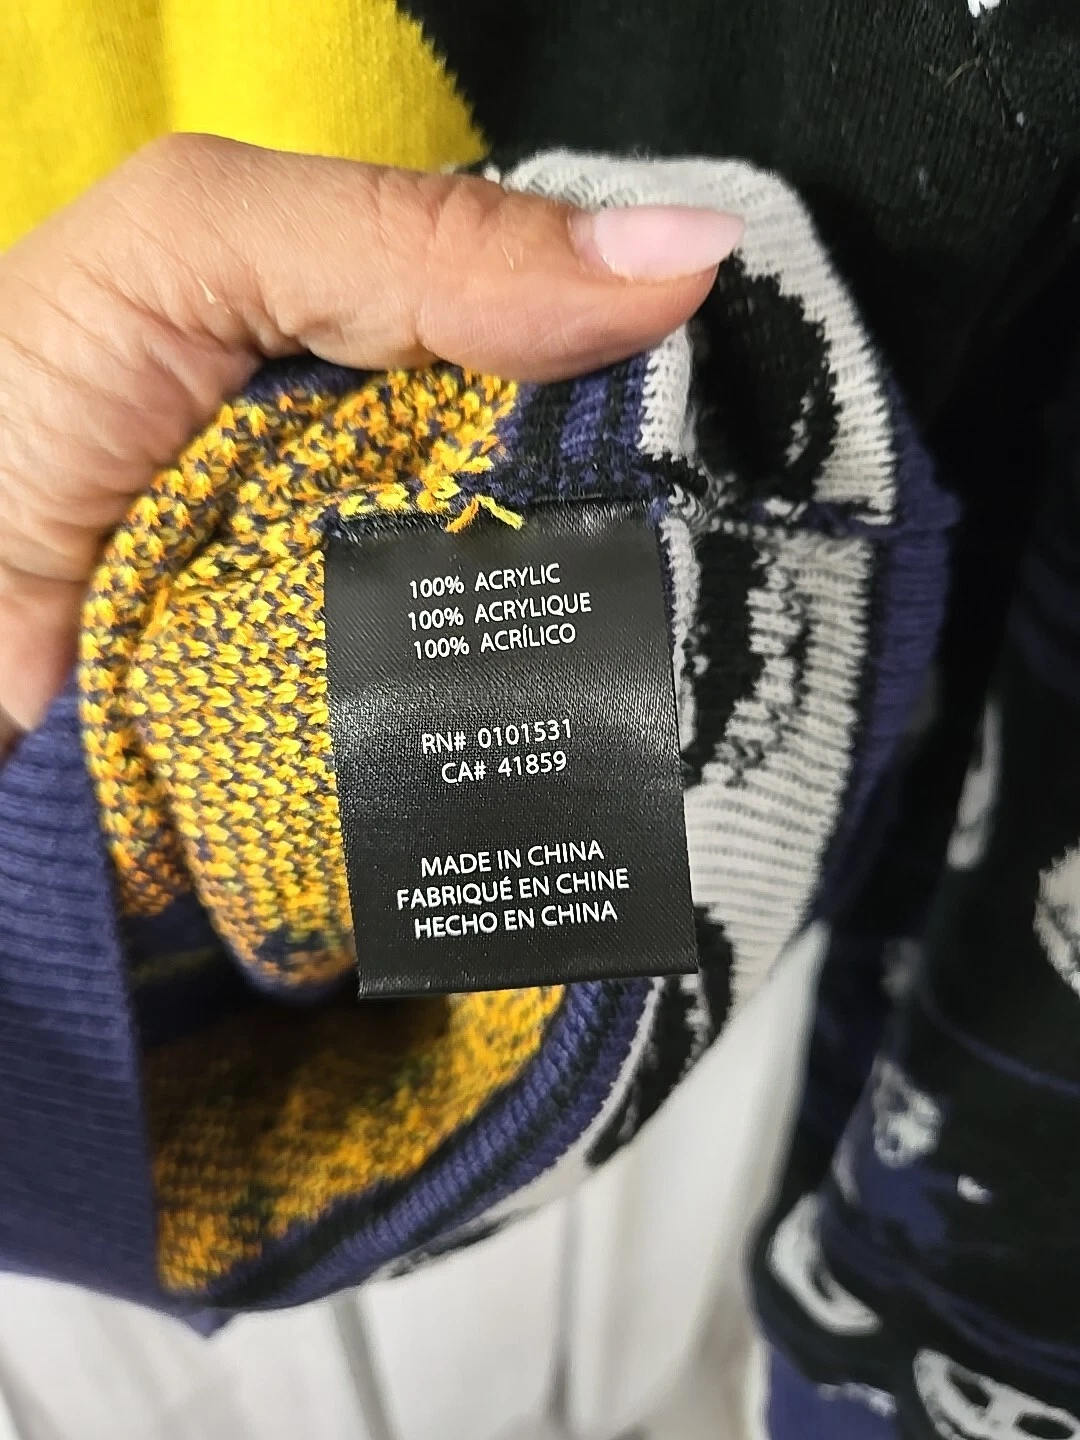 100% ACRYLIC
100% ACRYLIQUE
100% ACRÍLICO
RN# 0101531
CA# 41859
MADE IN CHINA
FABRIQUÉ EN CHINE
HECHO EN CHINA